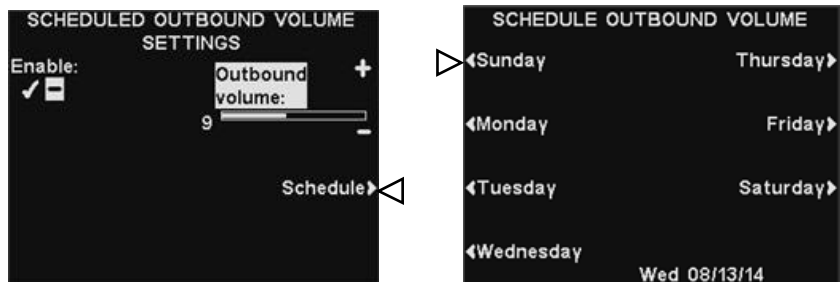 SCHEDULED OUTBOUND VOLUME
SETTINGS
Enable:
✓ −
Outbound +
volume:
9 −
Schedule
SCHEDULE OUTBOUND VOLUME
Sunday Thursday
Monday Friday
Tuesday Saturday
Wednesday
Wed 08/13/14